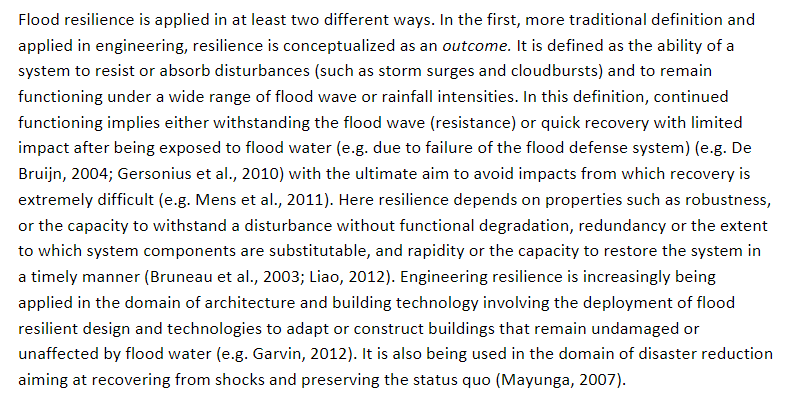 Flood resilience is applied in at least two different ways. In the first, more traditional definition and
applied in engineering, resilience is conceptualized as an outcome. It is defined as the ability of a
system to resist or absorb disturbances (such as storm surges and cloudbursts) and to remain
functioning under a wide range of flood wave or rainfall intensities. In this definition, continued
functioning implies either withstanding the flood wave (resistance) or quick recovery with limited
impact after being exposed to flood water (e.g. due to failure of the flood defense system) (e.g. De
Bruijn, 2004; Gersonius et al., 2010) with the ultimate aim to avoid impacts from which recovery is
extremely difficult (e.g. Mens et al., 2011). Here resilience depends on properties such as robustness,
or the capacity to withstand a disturbance without functional degradation, redundancy or the extent
to which system components are substitutable, and rapidity or the capacity to restore the system in
a timely manner (Bruneau et al., 2003; Liao, 2012). Engineering resilience is increasingly being
applied in the domain of architecture and building technology involving the deployment of flood
resilient design and technologies to adapt or construct buildings that remain undamaged or
unaffected by flood water (e.g. Garvin, 2012). It is also being used in the domain of disaster reduction
aiming at recovering from shocks and preserving the status quo (Mayunga, 2007).